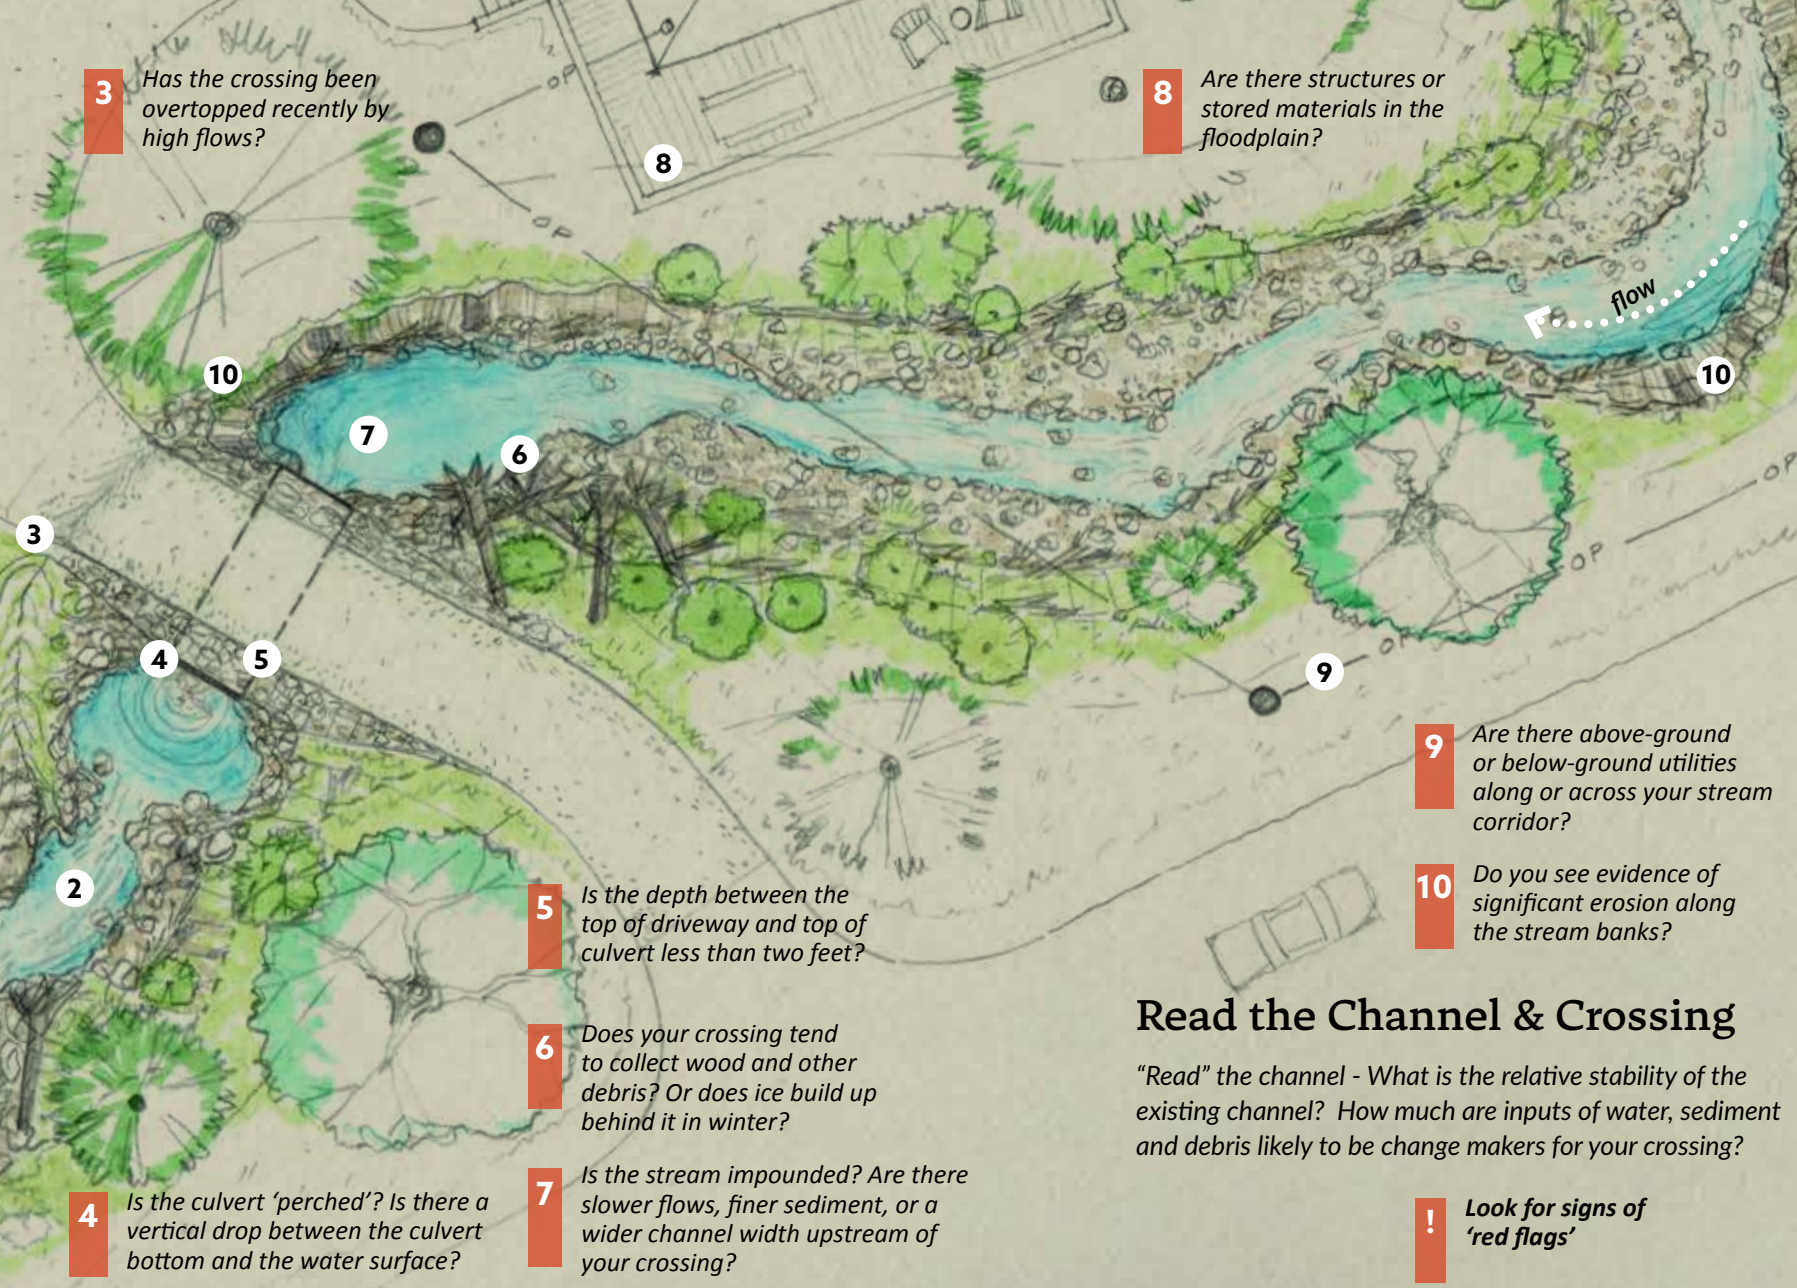 3
Has the crossing been
overtopped recently by
high flows?
8
Are there structures or
stored materials in the
floodplain?
OP
8
OP
flow
10
10
7
6
OP
3
OP
4
5
OP
9
9
Are there above-ground
or below-ground utilities
along or across your stream
corridor?
2
5
Is the depth between the
top of driveway and top of
culvert less than two feet?
10
Do you see evidence of
significant erosion along
the stream banks?
6
Does your crossing tend
to collect wood and other
debris? Or does ice build up
behind it in winter?
Read the Channel & Crossing
“Read” the channel - What is the relative stability of the
existing channel? How much are inputs of water, sediment
and debris likely to be change makers for your crossing?
4
Is the culvert ‘perched’? Is there a
vertical drop between the culvert
bottom and the water surface?
7
Is the stream impounded? Are there
slower flows, finer sediment, or a
wider channel width upstream of
your crossing?
!
Look for signs of
‘red flags’